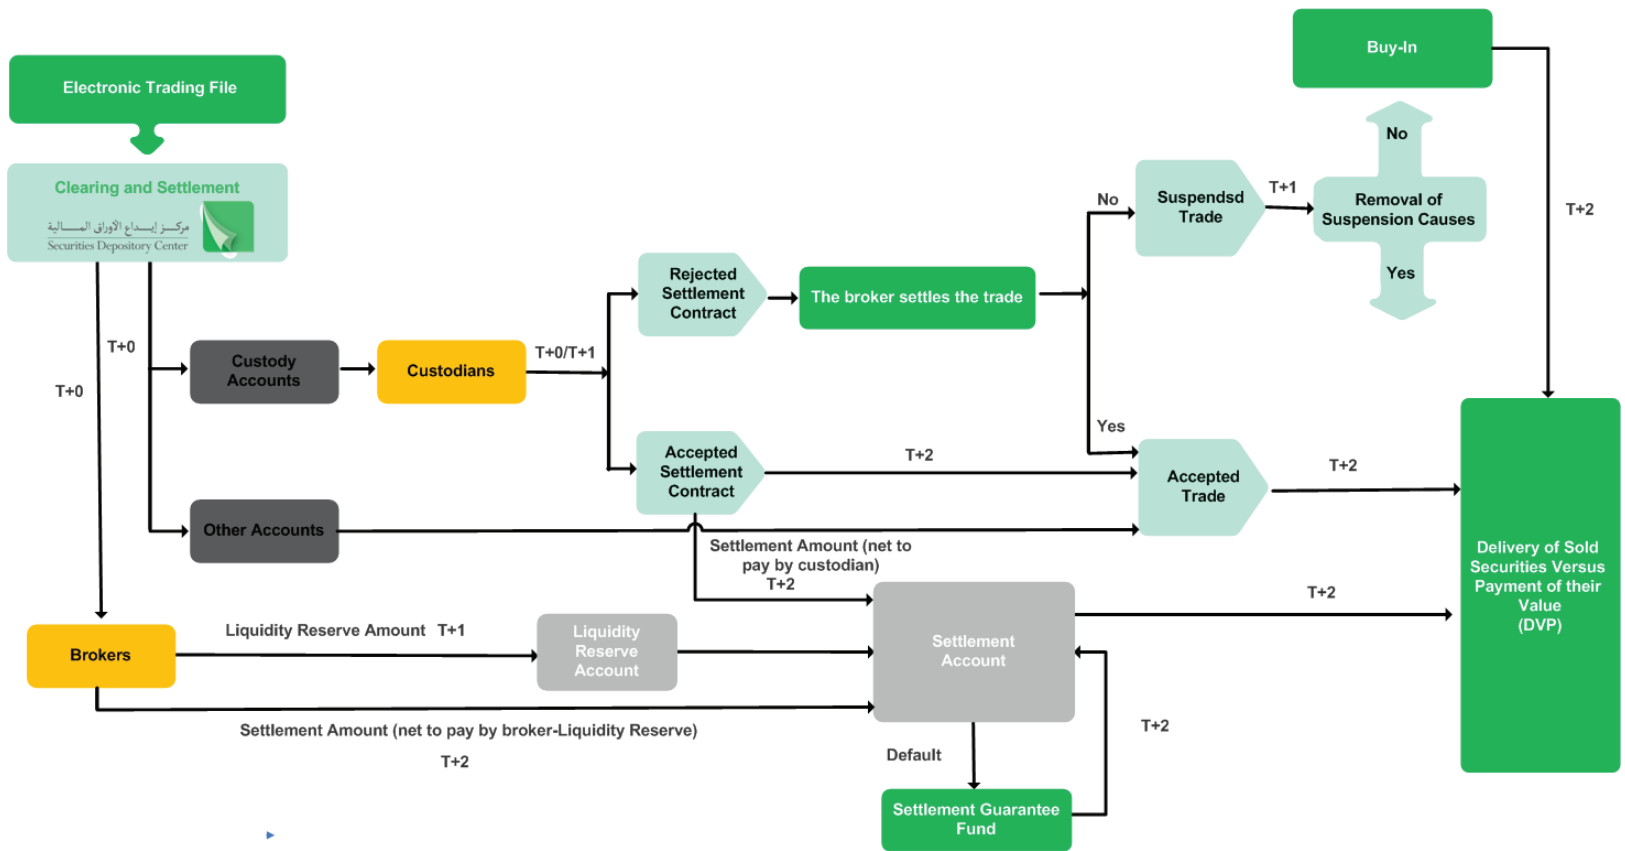 Buy-In
Electronic Trading File
No
Clearing and Settlement
مركز إيداع الأوراق المالية
Securities Depository Center
No
Suspendsd
Trade
T+1
Removal of
Suspension Causes
T+2
Yes
Rejected
Settlement
Contract
The broker settles the trade
T+0
T+0
Custody
Accounts
Custodians
T+0/T+1
Yes
Accepted
Settlement
Contract
T+2
Accepted
Trade
T+2
Other Accounts
Settlement Amount (net to
pay by custodian)
T+2
Delivery of Sold
Securities Versus
Payment of their
Value
(DVP)
T+2
Brokers
Liquidity Reserve Amount T+1
Liquidity
Reserve
Account
Settlement
Account
Settlement Amount (net to pay by broker-Liquidity Reserve)
T+2
Default
T+2
Settlement Guarantee
Fund